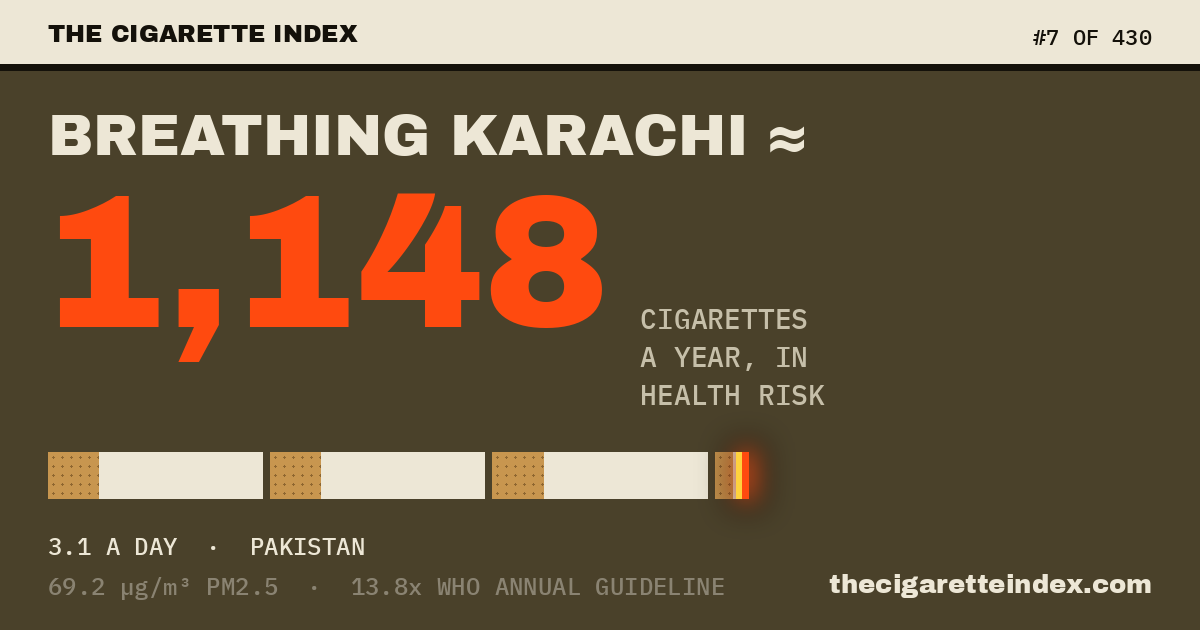 THE CIGARETTE INDEX
#7 OF 430
BREATHING KARACHI ≈
1,148
CIGARETTES
A YEAR, IN
HEALTH RISK
3.1 A DAY · PAKISTAN
69.2 µg/m³ PM2.5 · 13.8x WHO ANNUAL GUIDELINE
thecigaretteindex.com